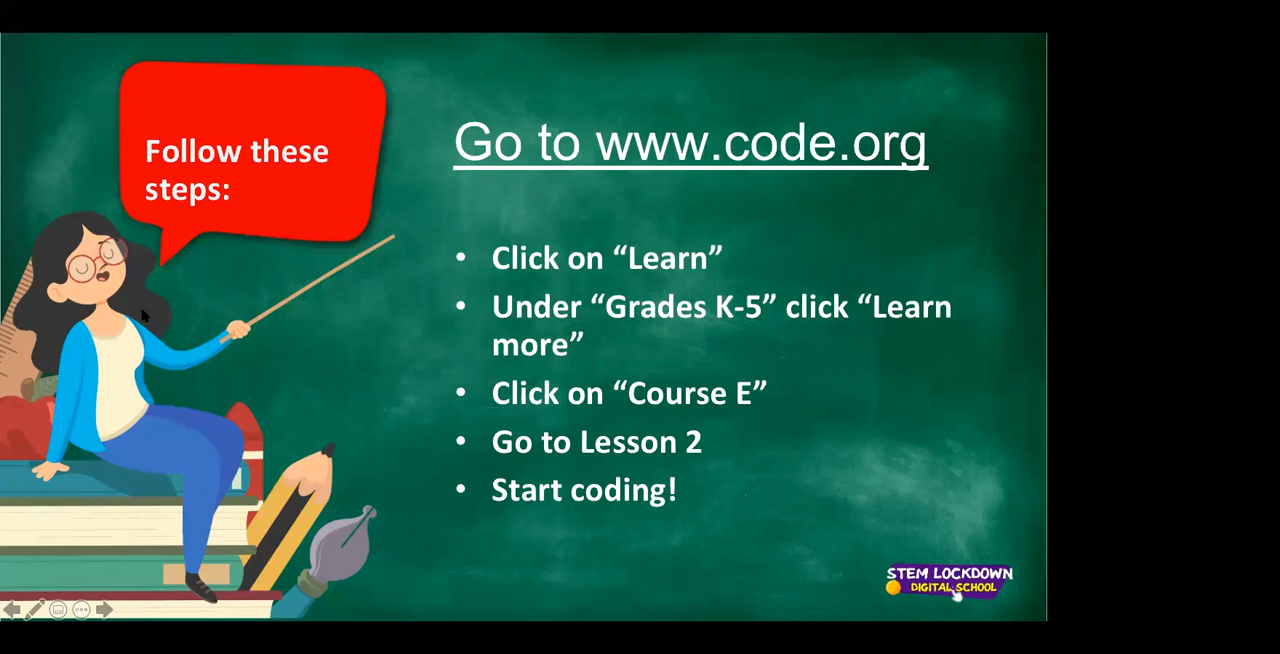 Follow these
steps:
Go to www.code.org
• Click on “Learn”
• Under “Grades K-5” click “Learn
more”
• Click on “Course E”
• Go to Lesson 2
• Start coding!
STEM LOCKDOWN
DIGITAL SCHOOL